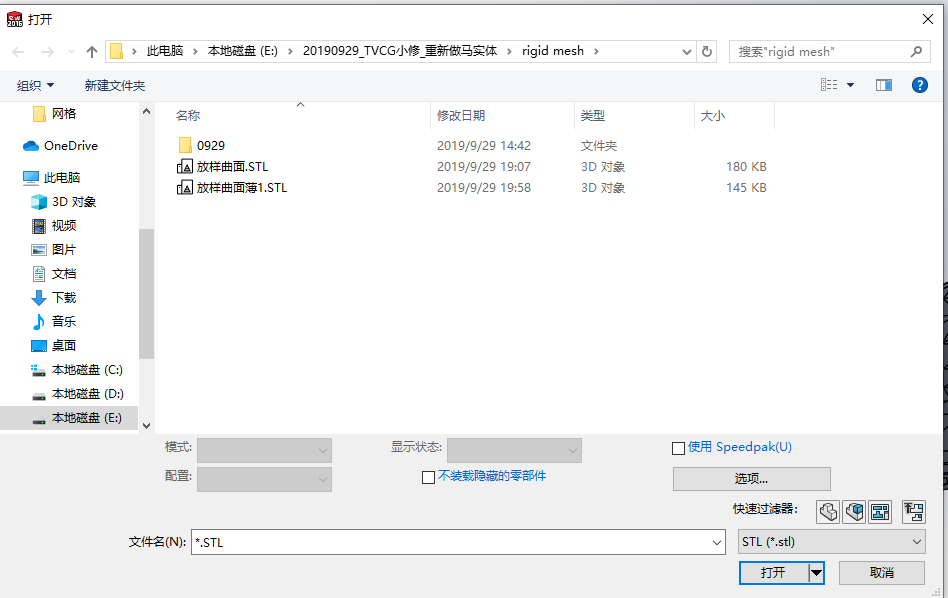 打开
此电脑 › 本地磁盘 (E:) › 20190929_TVCG小修_重新做马实体 › rigid mesh ›
搜索"rigid mesh"
组织 新建文件夹
名称 修改日期 类型 大小
网格
OneDrive
此电脑
3D 对象
视频
图片
文档
下载
音乐
桌面
本地磁盘 (C:)
本地磁盘 (D:)
本地磁盘 (E:)
0929 2019/9/29 14:42 文件夹
放样曲面.STL 2019/9/29 19:07 3D 对象 180 KB
放样曲面薄1.STL 2019/9/29 19:58 3D 对象 145 KB
模式: 显示状态: 使用 Speedpak(U)
配置: 不装载隐藏的零部件 选项...
快速过滤器:
文件名(N): *.STL STL (*.stl)
打开 取消